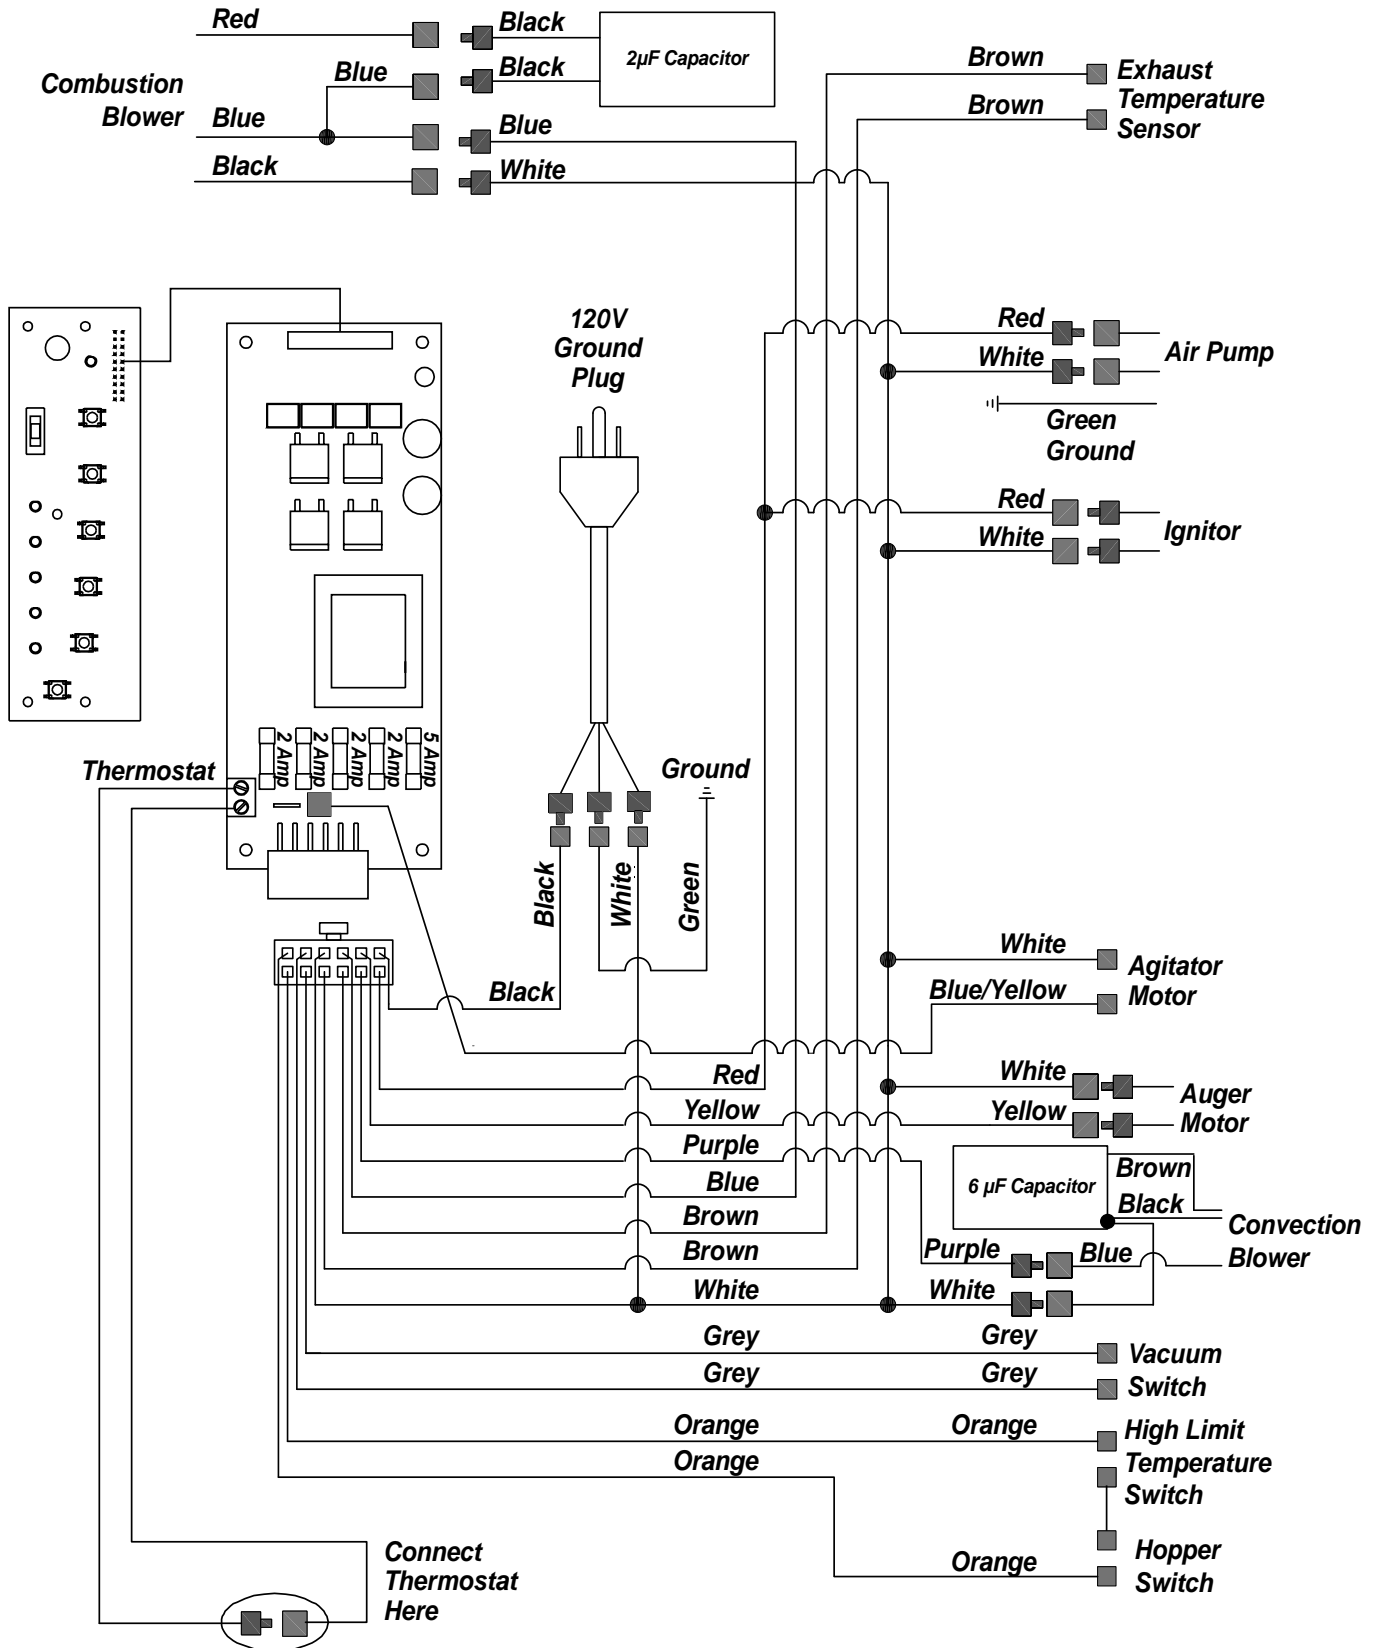 Red
Black
2µF Capacitor
Combustion
Blower
Blue
Black
Blue
Blue
Black
White
Brown
Exhaust
Temperature
Sensor
Brown
120V
Ground
Plug
Red
White
Air Pump
Green
Ground
Red
White
Ignitor
2 Amp
2 Amp
2 Amp
2 Amp
5 Amp
Thermostat
Ground
Black
White
Green
Black
White
Blue/Yellow
Agitator
Motor
Red
White
Auger
Motor
Yellow
Yellow
Purple
6 µF Capacitor
Brown
Black
Convection
Blower
Blue
Brown
Brown
Purple
Blue
White
White
Grey
Grey
Vacuum
Switch
Grey
Grey
Orange
Orange
High Limit
Temperature
Switch
Orange
Orange
Hopper
Switch
Connect
Thermostat
Here